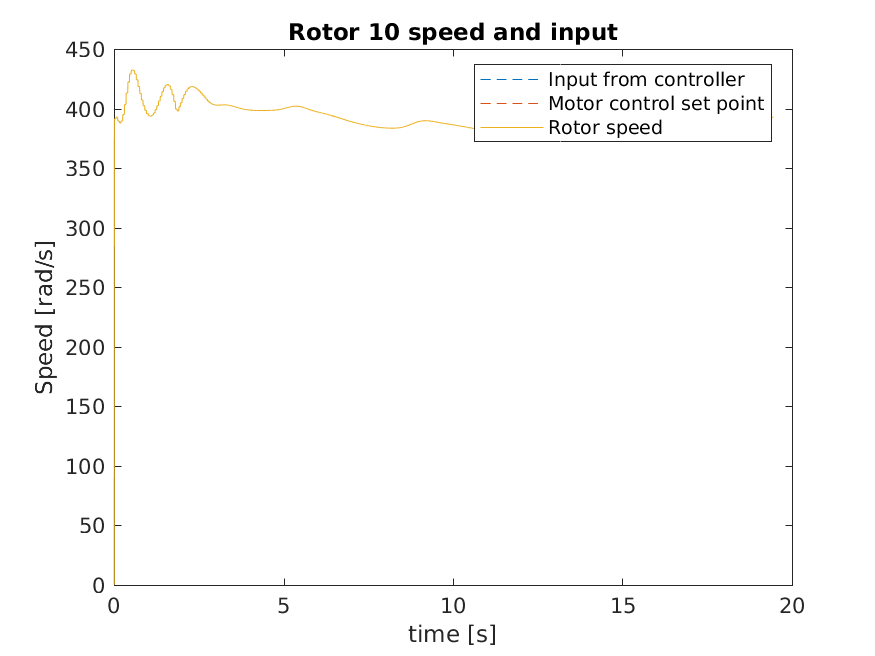 Rotor 10 speed and input
450
400
350
300
250
200
150
100
50
0
Speed [rad/s]
Input from controller
Motor control set point
Rotor speed
0 5 10 15 20
time [s]